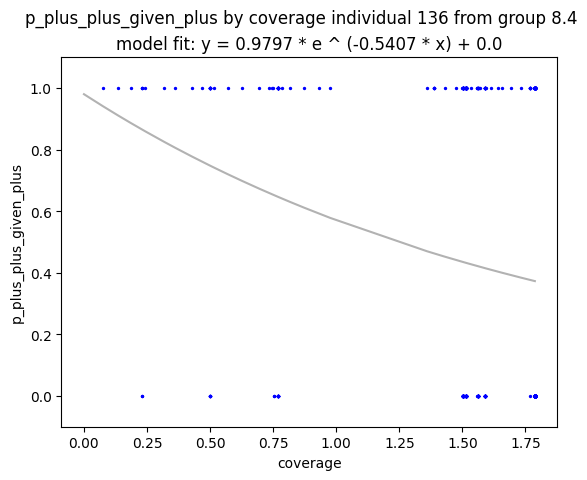 p_plus_plus_given_plus by coverage individual 136 from group 8.4
model fit: y = 0.9797 * e ^ (-0.5407 * x) + 0.0
p_plus_plus_given_plus
1.0
0.8
0.6
0.4
0.2
0.0
0.00 0.25 0.50 0.75 1.00 1.25 1.50 1.75
coverage